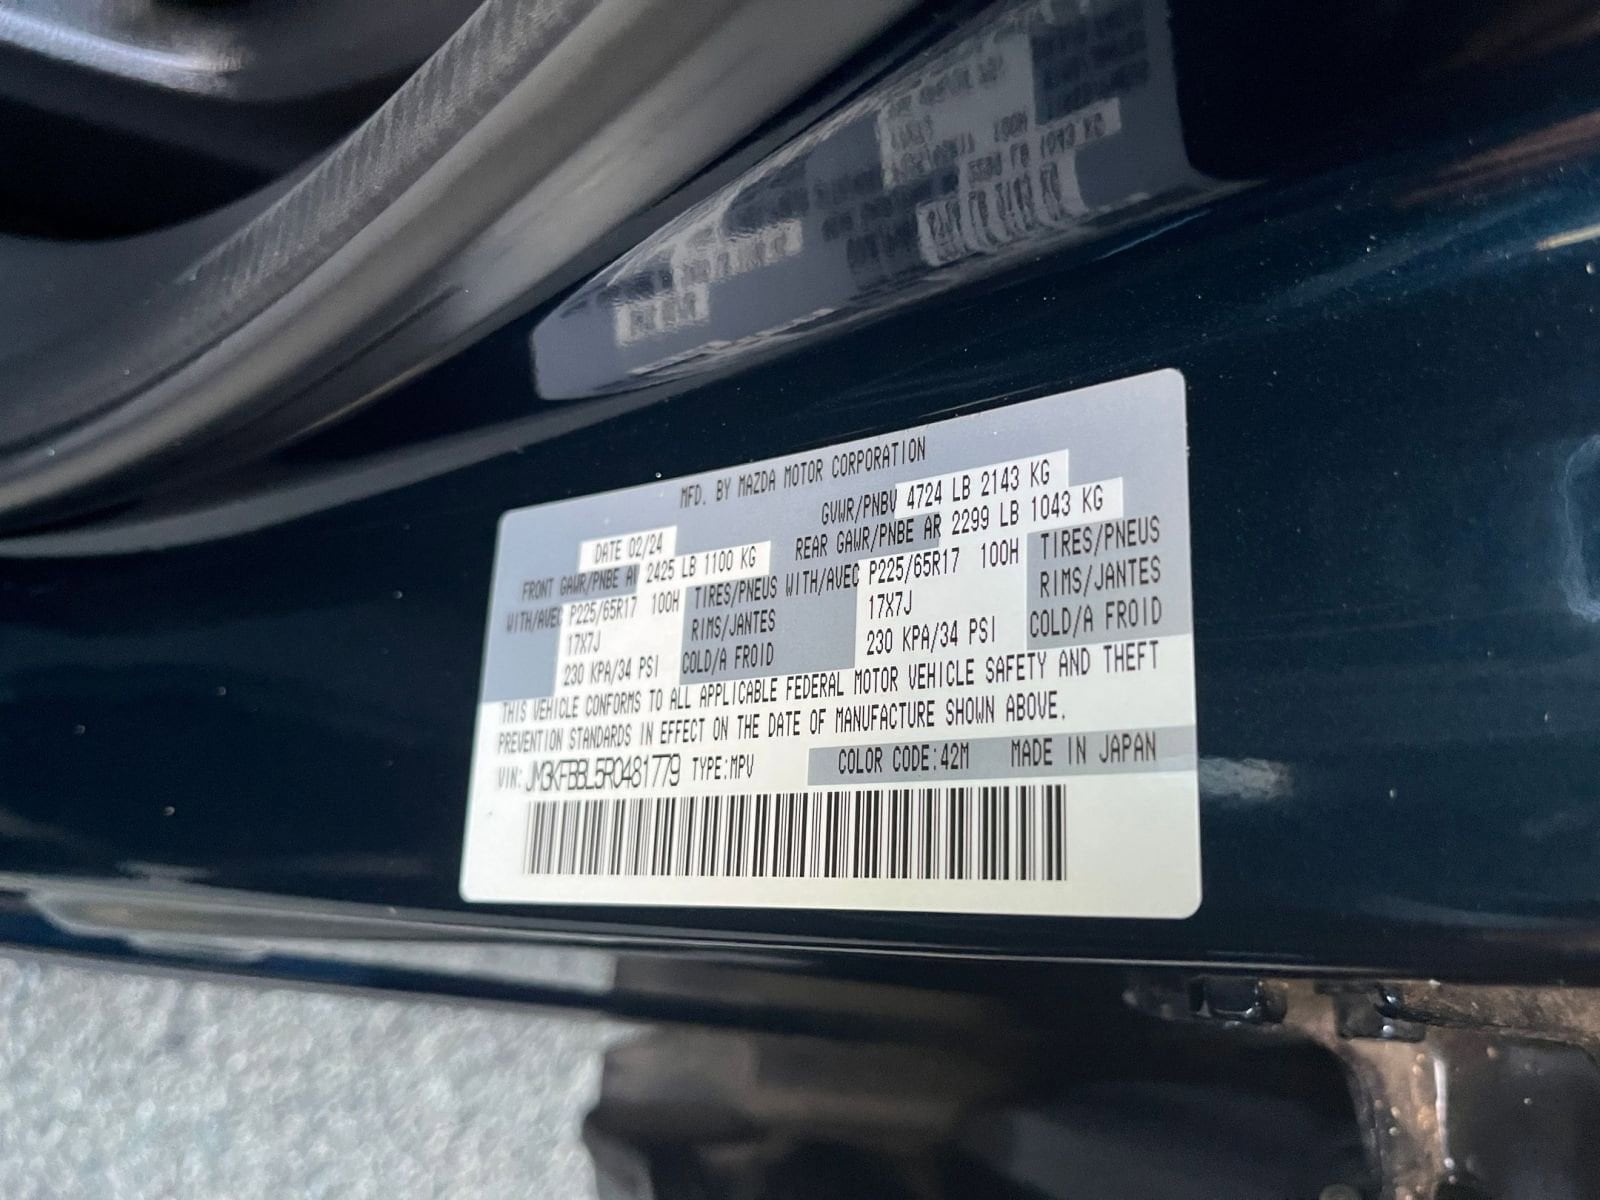 MFD. BY MAZDA MOTOR CORPORATION
DATE 02/24 GVWR/PNBV 4724 LB 2143 KG
FRONT GAWR/PNBE AV 2425 LB 1100 KG REAR GAWR/PNBE AR 2299 LB 1043 KG
WITH/AVEC P225/65R17 100H TIRES/PNEUS WITH/AVEC P225/65R17 100H TIRES/PNEUS
17X7J RIMS/JANTES 17X7J RIMS/JANTES
230 KPA/34 PSI COLD/A FROID 230 KPA/34 PSI COLD/A FROID
THIS VEHICLE CONFORMS TO ALL APPLICABLE FEDERAL MOTOR VEHICLE SAFETY AND THEFT
PREVENTION STANDARDS IN EFFECT ON THE DATE OF MANUFACTURE SHOWN ABOVE.
VIN: JM3KFBBL5R0481779 TYPE:MPV COLOR CODE:42M MADE IN JAPAN